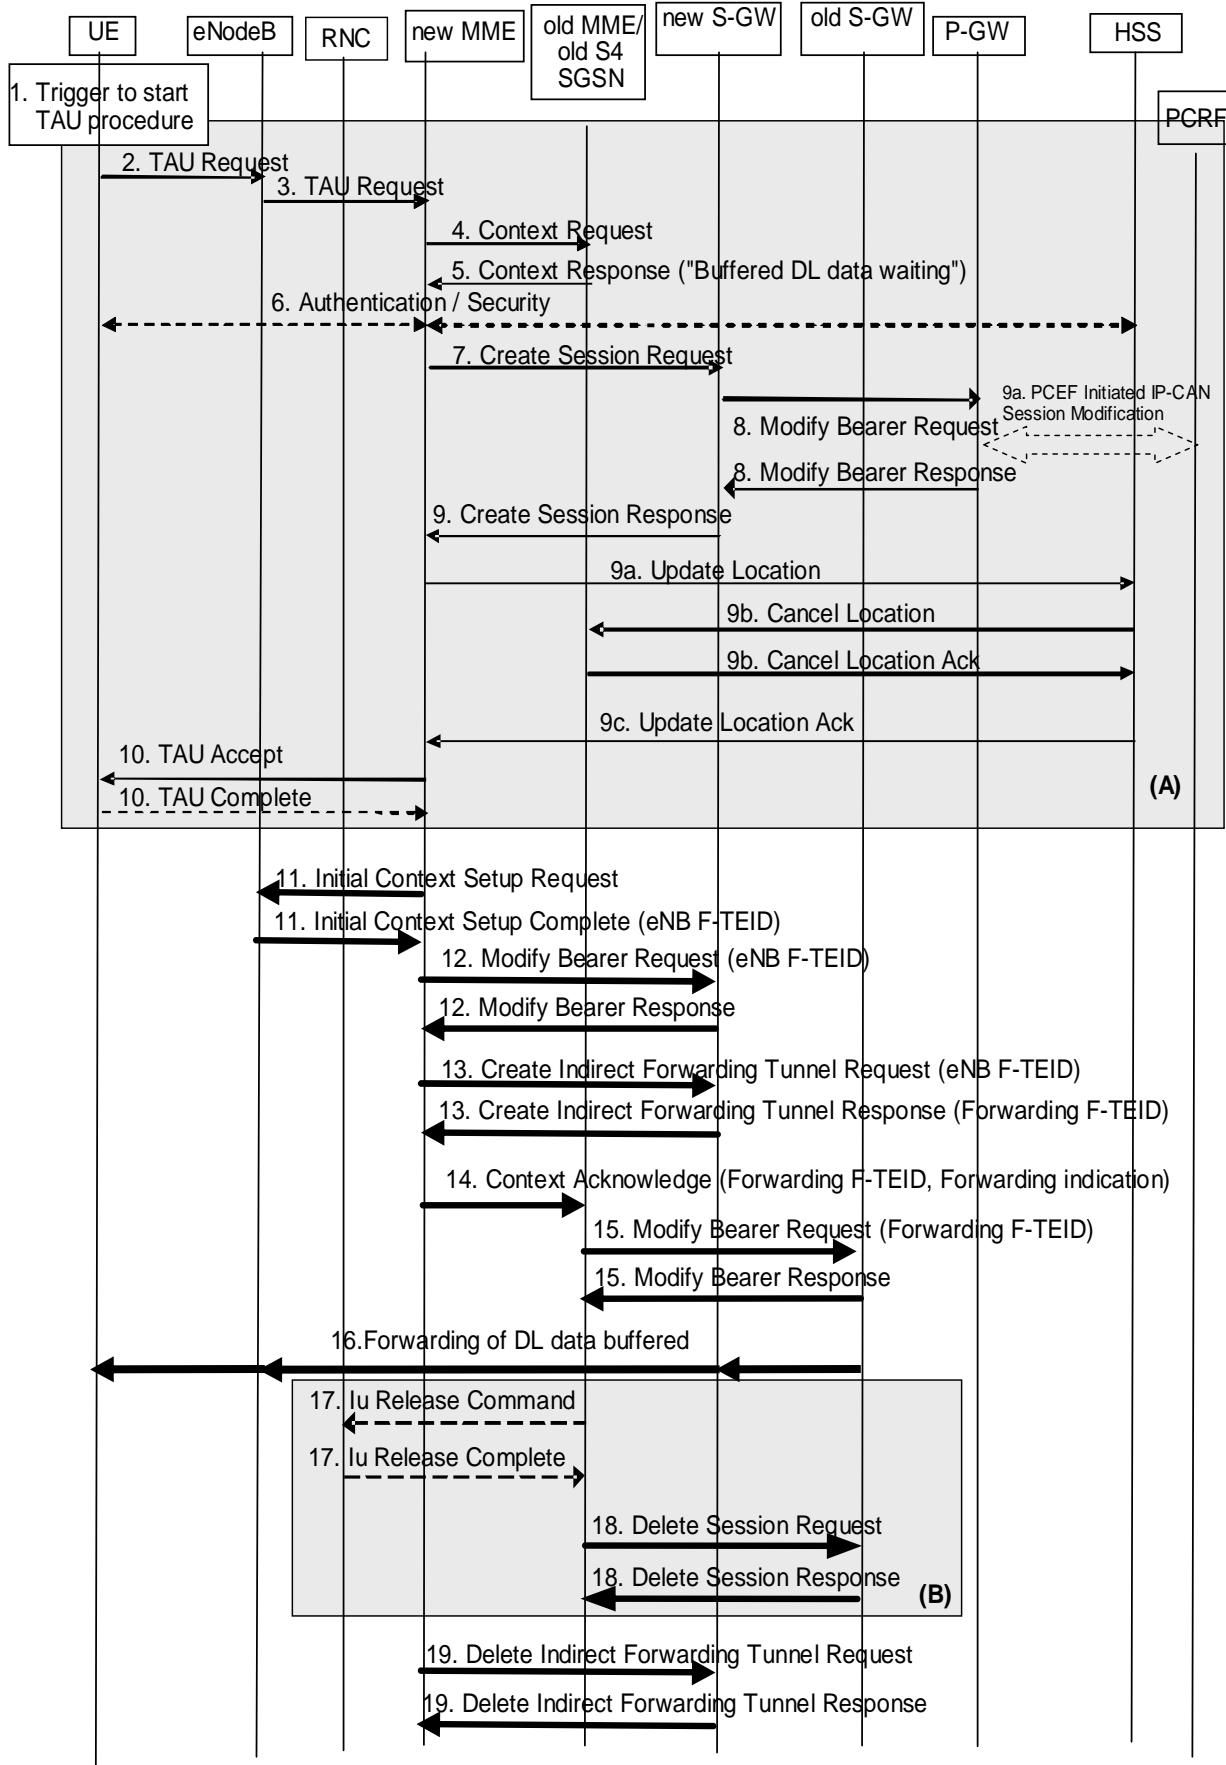 UE
eNodeB
RNC
new MME
old MME/
old S4
SGSN
new S-GW
old S-GW
P-GW
HSS
PCRF
1. Trigger to start
TAU procedure
2. TAU Request
3. TAU Request
4. Context Request
5. Context Response ("Buffered DL data waiting")
6. Authentication / Security
7. Create Session Request
9a. PCEF Initiated IP-CAN
Session Modification
8. Modify Bearer Request
8. Modify Bearer Response
9. Create Session Response
9a. Update Location
9b. Cancel Location
9b. Cancel Location Ack
9c. Update Location Ack
10. TAU Accept
10. TAU Complete
(A)
11. Initial Context Setup Request
11. Initial Context Setup Complete (eNB F-TEID)
12. Modify Bearer Request (eNB F-TEID)
12. Modify Bearer Response
13. Create Indirect Forwarding Tunnel Request (eNB F-TEID)
13. Create Indirect Forwarding Tunnel Response (Forwarding F-TEID)
14. Context Acknowledge (Forwarding F-TEID, Forwarding indication)
15. Modify Bearer Request (Forwarding F-TEID)
15. Modify Bearer Response
16.Forwarding of DL data buffered
17. Iu Release Command
17. Iu Release Complete
18. Delete Session Request
18. Delete Session Response
(B)
19. Delete Indirect Forwarding Tunnel Request
19. Delete Indirect Forwarding Tunnel Response